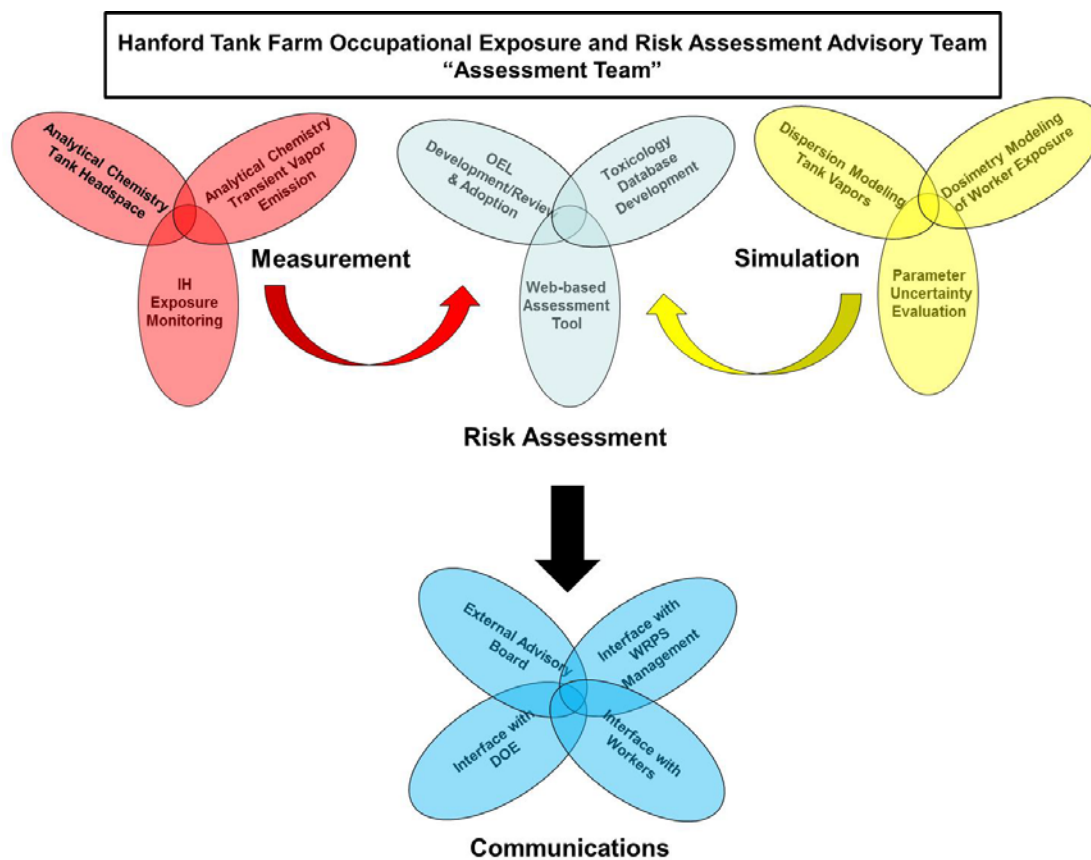 Hanford Tank Farm Occupational Exposure and Risk Assessment Advisory Team
“Assessment Team”
Analytical Chemistry
Tank Headspace
Analytical Chemistry
Transient Vapor
Emission
IH
Exposure
Monitoring
Measurement
OEL
Development/Review
& Adoption
Toxicology
Database
Development
Web-based
Assessment
Tool
Risk Assessment
Simulation
Dispersion Modeling
Tank Vapors
Dosimetry Modeling
of Worker Exposure
Parameter
Uncertainty
Evaluation
External Advisory
Board
Interface with
WRPS
Management
Interface with
DOE
Interface with
Workers
Communications